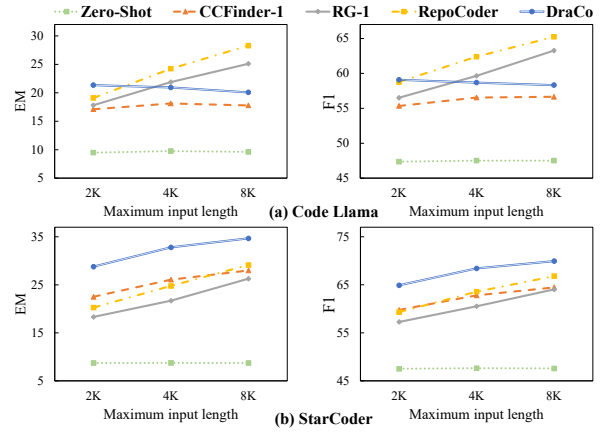 Zero-Shot CCFinder-1 RG-1 RepoCoder DraCo
30
25
20
15
10
5
EM
2K 4K 8K
Maximum input length
65
60
55
50
45
F1
2K 4K 8K
Maximum input length
(a) Code Llama
35
25
15
5
EM
2K 4K 8K
Maximum input length
75
65
55
45
F1
2K 4K 8K
Maximum input length
(b) StarCoder